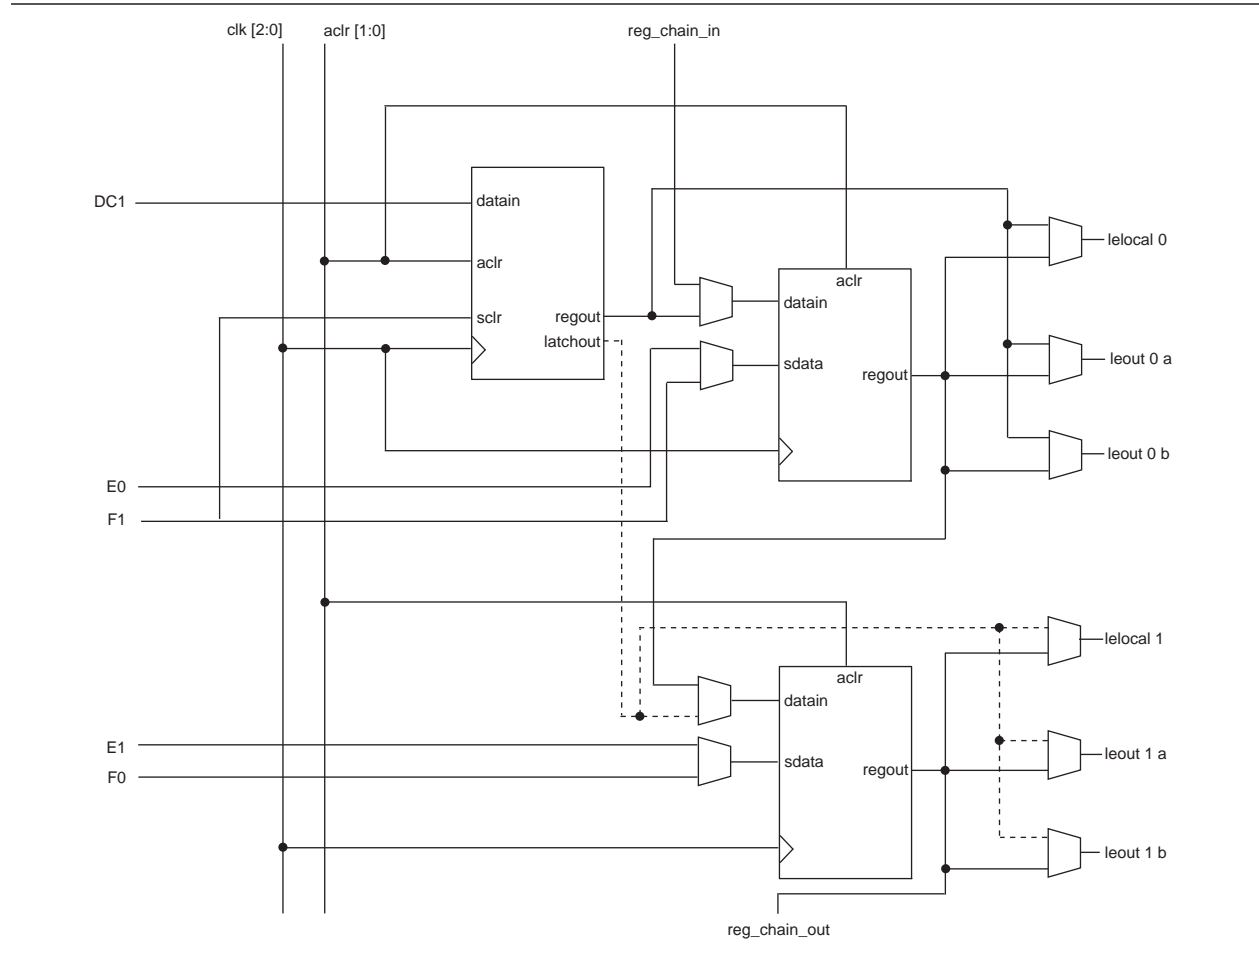 clk [2:0]
aclr [1:0]
reg_chain_in
DC1
datain
aclr
sclr
regout
latchout
aclr
datain
sdata
regout
lelocal 0
leout 0 a
leout 0 b
E0
F1
aclr
datain
sdata
regout
lelocal 1
leout 1 a
leout 1 b
E1
F0
reg_chain_out